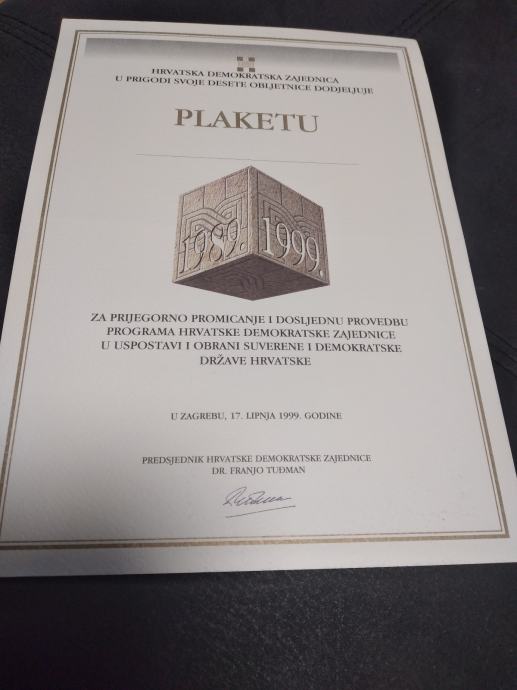 HRVATSKA DEMOKRATSKA ZAJEDNICA
U PRIGODI SVOJE DESETE OBLJETNICE DODJELJUJE
PLAKETU
1989. 1999.
ZA PRIJEGORNO PROMICANJE I DOSLJEDNU PROVEDBU
PROGRAMA HRVATSKE DEMOKRATSKE ZAJEDNICE
U USPOSTAVI I OBRANI SUVERENE I DEMOKRATSKE
DRŽAVE HRVATSKE
U ZAGREBU, 17. LIPNJA 1999. GODINE
PREDSJEDNIK HRVATSKE DEMOKRATSKE ZAJEDNICE
DR. FRANJO TUĐMAN